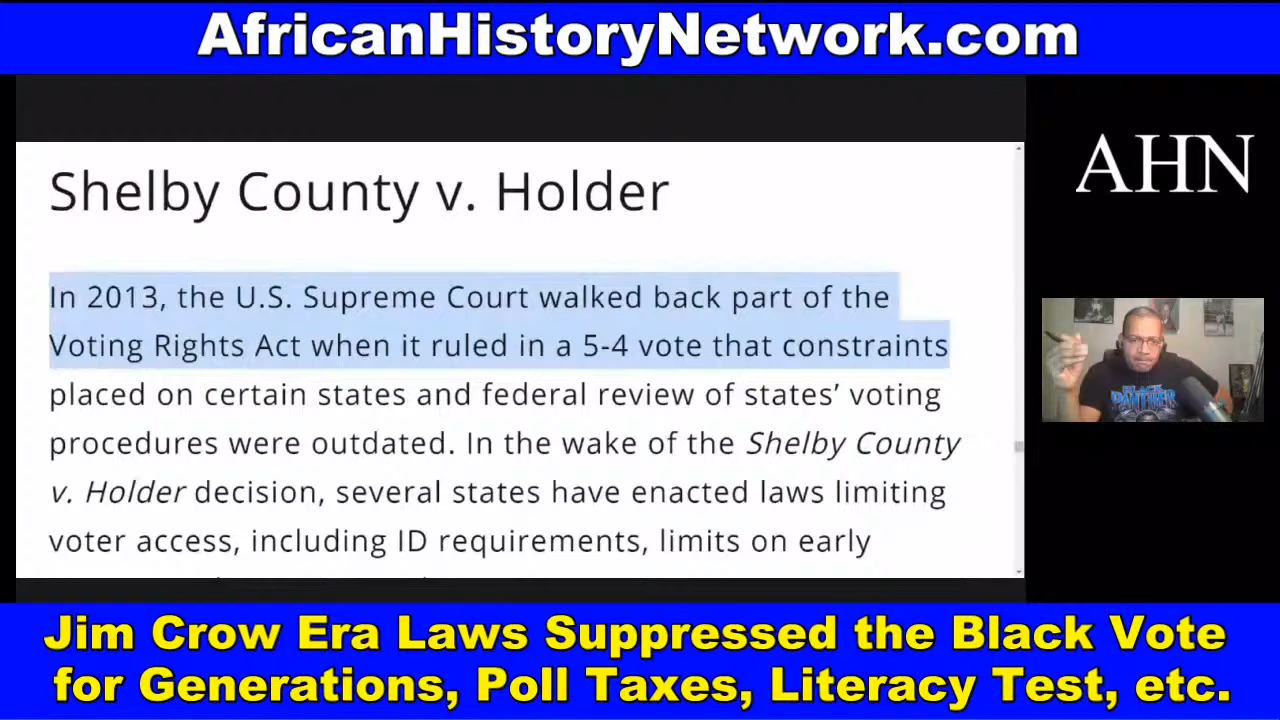 AfricanHistoryNetwork.com
AHN
Shelby County v. Holder
In 2013, the U.S. Supreme Court walked back part of the
Voting Rights Act when it ruled in a 5-4 vote that constraints
placed on certain states and federal review of states’ voting
procedures were outdated. In the wake of the Shelby County
v. Holder decision, several states have enacted laws limiting
voter access, including ID requirements, limits on early
BLACK
PANTHER
Jim Crow Era Laws Suppressed the Black Vote
for Generations, Poll Taxes, Literacy Test, etc.